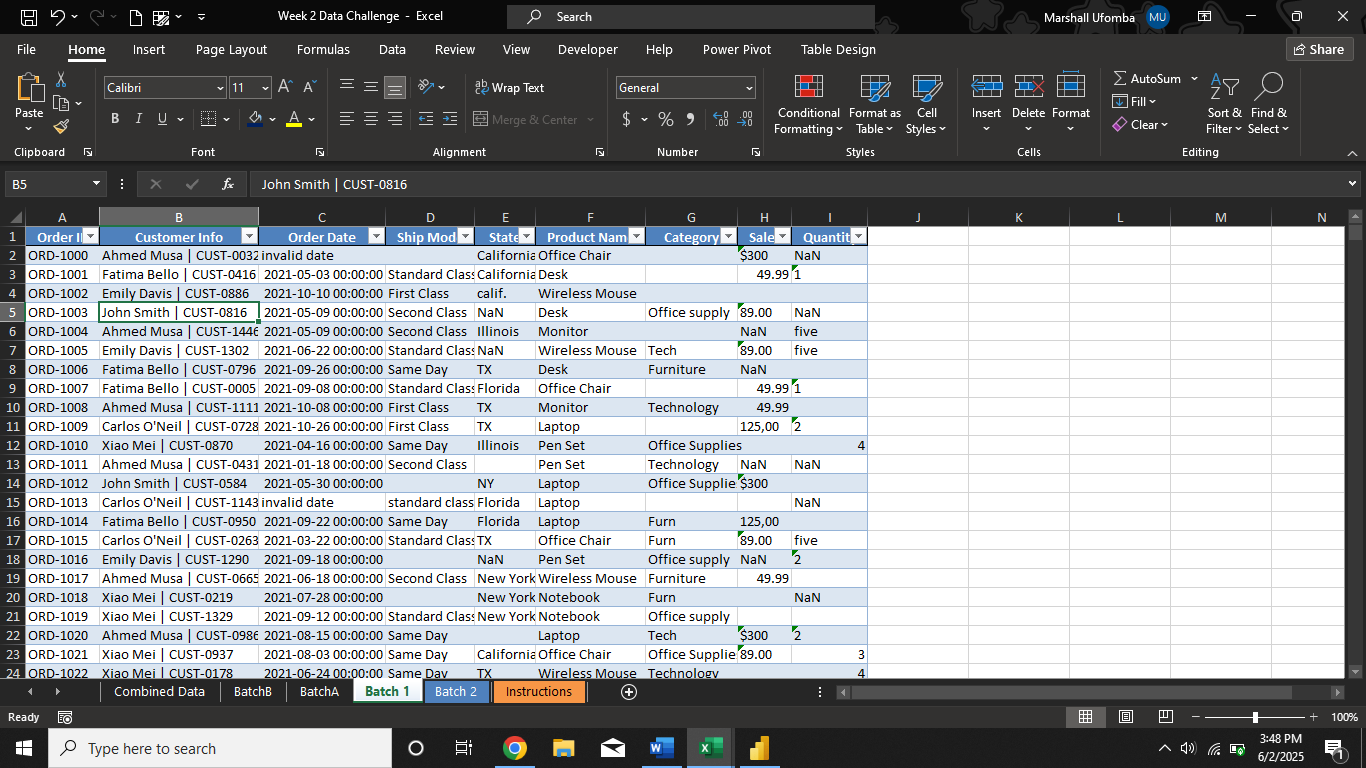 Week 2 Data Challenge - Excel Search Marshall Ufomba MU
File Home Insert Page Layout Formulas Data Review View Developer Help Power Pivot Table Design Share
Paste Calibri 11 A A Wrap Text General Conditional Formatting Format as Table Cell Styles Insert Delete Format AutoSum Sort & Filter Find & Select
B I U A Merge & Center $ % 9 Fill
Clear
Clipboard Font Alignment Number Styles Cells Editing
B5 fx John Smith | CUST-0816
A B C D E F G H I J K L M N
1 Order I Customer Info Order Date Ship Mod State Product Nam Category Sale Quantit
2 ORD-1000 Ahmed Musa | CUST-0032 invalid date California Office Chair $300 NaN
3 ORD-1001 Fatima Bello | CUST-0416 2021-05-03 00:00:00 Standard Class California Desk 49.99 1
4 ORD-1002 Emily Davis | CUST-0886 2021-10-10 00:00:00 First Class calif. Wireless Mouse
5 ORD-1003 John Smith | CUST-0816 2021-05-09 00:00:00 Second Class NaN Desk Office supply 89.00 NaN
6 ORD-1004 Ahmed Musa | CUST-1446 2021-05-09 00:00:00 Second Class Illinois Monitor NaN five
7 ORD-1005 Emily Davis | CUST-1302 2021-06-22 00:00:00 Standard Class NaN Wireless Mouse Tech 89.00 five
8 ORD-1006 Fatima Bello | CUST-0796 2021-09-26 00:00:00 Same Day TX Desk Furniture NaN
9 ORD-1007 Fatima Bello | CUST-0005 2021-09-08 00:00:00 Standard Class Florida Office Chair 49.99 1
10 ORD-1008 Ahmed Musa | CUST-1111 2021-10-08 00:00:00 First Class TX Monitor Technology 49.99
11 ORD-1009 Carlos O'Neil | CUST-0728 2021-10-26 00:00:00 First Class TX Laptop 125,00 2
12 ORD-1010 Xiao Mei | CUST-0870 2021-04-16 00:00:00 Same Day Illinois Pen Set Office Supplies 4
13 ORD-1011 Ahmed Musa | CUST-0431 2021-01-18 00:00:00 Second Class Pen Set Technology NaN NaN
14 ORD-1012 John Smith | CUST-0584 2021-05-30 00:00:00 NY Laptop Office Supplie $300
15 ORD-1013 Carlos O'Neil | CUST-1143 invalid date standard class Florida Laptop NaN
16 ORD-1014 Fatima Bello | CUST-0950 2021-09-22 00:00:00 Same Day Florida Laptop Furn 125,00
17 ORD-1015 Carlos O'Neil | CUST-0263 2021-03-22 00:00:00 Standard Class TX Office Chair Furn 89.00 five
18 ORD-1016 Emily Davis | CUST-1290 2021-09-18 00:00:00 NaN Pen Set Office supply NaN 2
19 ORD-1017 Ahmed Musa | CUST-0665 2021-06-18 00:00:00 Second Class New York Wireless Mouse Furniture 49.99
20 ORD-1018 Xiao Mei | CUST-0219 2021-07-28 00:00:00 New York Notebook Furn NaN
21 ORD-1019 Xiao Mei | CUST-1329 2021-09-12 00:00:00 Standard Class New York Notebook Office supply
22 ORD-1020 Ahmed Musa | CUST-0986 2021-08-15 00:00:00 Same Day Laptop Tech $300 2
23 ORD-1021 Xiao Mei | CUST-0937 2021-08-03 00:00:00 Same Day California Office Chair Office Supplie 89.00 3
24 ORD-1022 Xiao Mei | CUST-0178 2021-06-24 00:00:00 Same Day TX Wireless Mouse Technology 4
Combined Data BatchB BatchA Batch 1 Batch 2 Instructions
Ready 100%
Type here to search 3:48 PM
6/2/2025 1